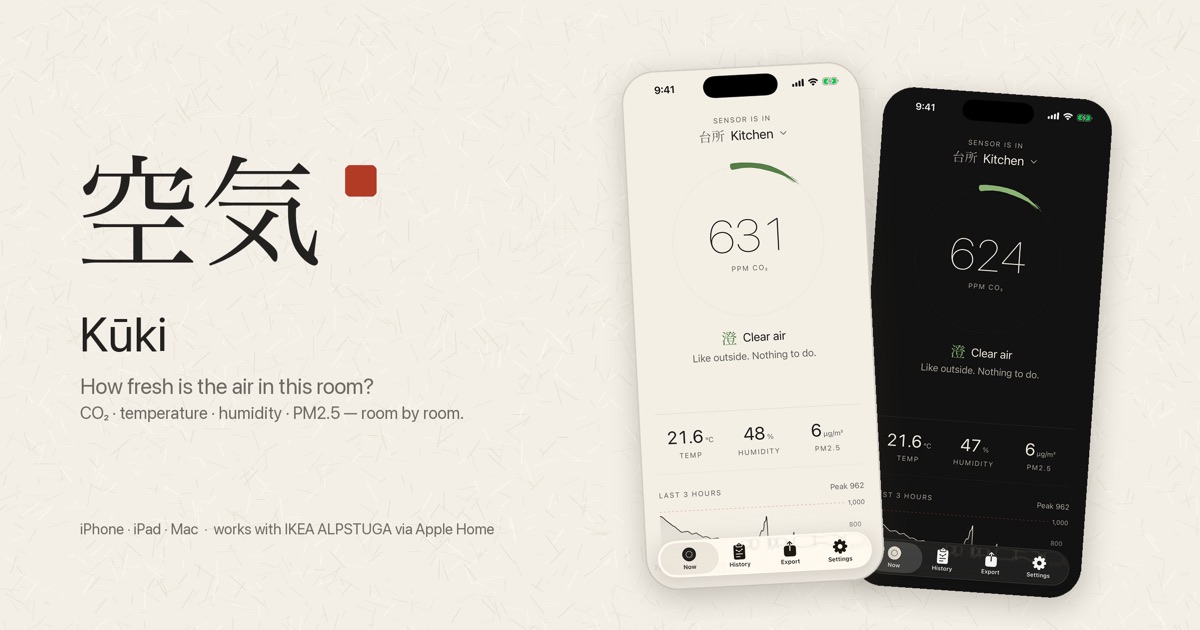 空気
Kūki
How fresh is the air in this room?
CO₂ · temperature · humidity · PM2.5 — room by room.
iPhone · iPad · Mac · works with IKEA ALPSTUGA via Apple Home
9:41
SENSOR IS IN
台所 Kitchen
631
PPM CO₂
澄 Clear air
Like outside. Nothing to do.
21.6 °C 48 % 6 µg/m³
TEMP HUMIDITY PM2.5
LAST 3 HOURS Peak 962
1,000
800
Now History Export Settings
9:41
SENSOR IS IN
台所 Kitchen
624
PPM CO₂
澄 Clear air
Like outside. Nothing to do.
21.6 °C 47 % 6 µg/m³
TEMP HUMIDITY PM2.5
ST 3 HOURS Peak 962
1,000
800
Now History Export Settings